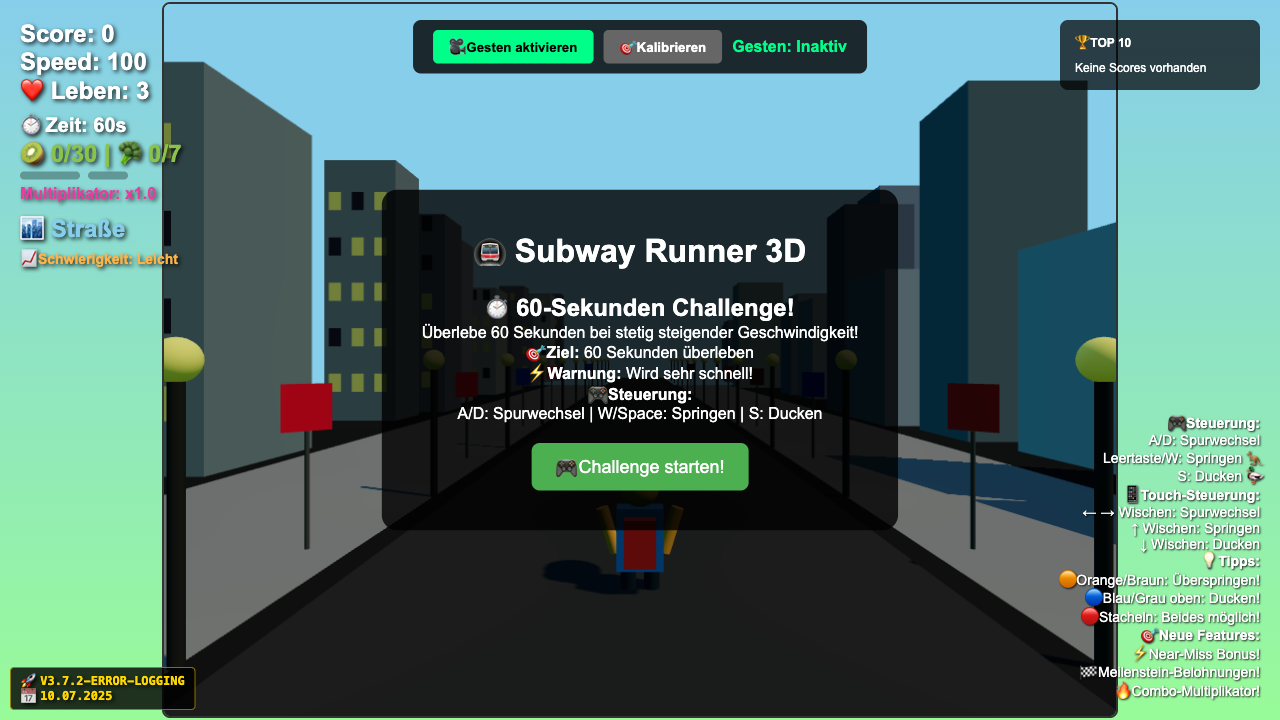 Score: 0
Speed: 100
❤️ Leben: 3
⏱️ Zeit: 60s
🥝 0/30 | 🥦 0/7
Multiplikator: x1.0
🏙️ Straße
📈Schwierigkeit: Leicht
🎥Gesten aktivieren
🎯Kalibrieren
Gesten: Inaktiv
🏆TOP 10
Keine Scores vorhanden
🚇 Subway Runner 3D
⏱️ 60-Sekunden Challenge!
Überlebe 60 Sekunden bei stetig steigender Geschwindigkeit!
🎯Ziel: 60 Sekunden überleben
⚡Warnung: Wird sehr schnell!
🎮Steuerung:
A/D: Spurwechsel | W/Space: Springen | S: Ducken
🎮Challenge starten!
🎮Steuerung:
A/D: Spurwechsel
Leertaste/W: Springen 🦘
S: Ducken 🦆
📱Touch-Steuerung:
←→ Wischen: Spurwechsel
↑ Wischen: Springen
↓ Wischen: Ducken
💡Tipps:
🟠Orange/Braun: Überspringen!
🔵Blau/Grau oben: Ducken!
🔴Stacheln: Beides möglich!
🎯Neue Features:
⚡Near-Miss Bonus!
🏁Meilenstein-Belohnungen!
🔥Combo-Multiplikator!
🚀 V3.7.2-ERROR-LOGGING
📅 10.07.2025